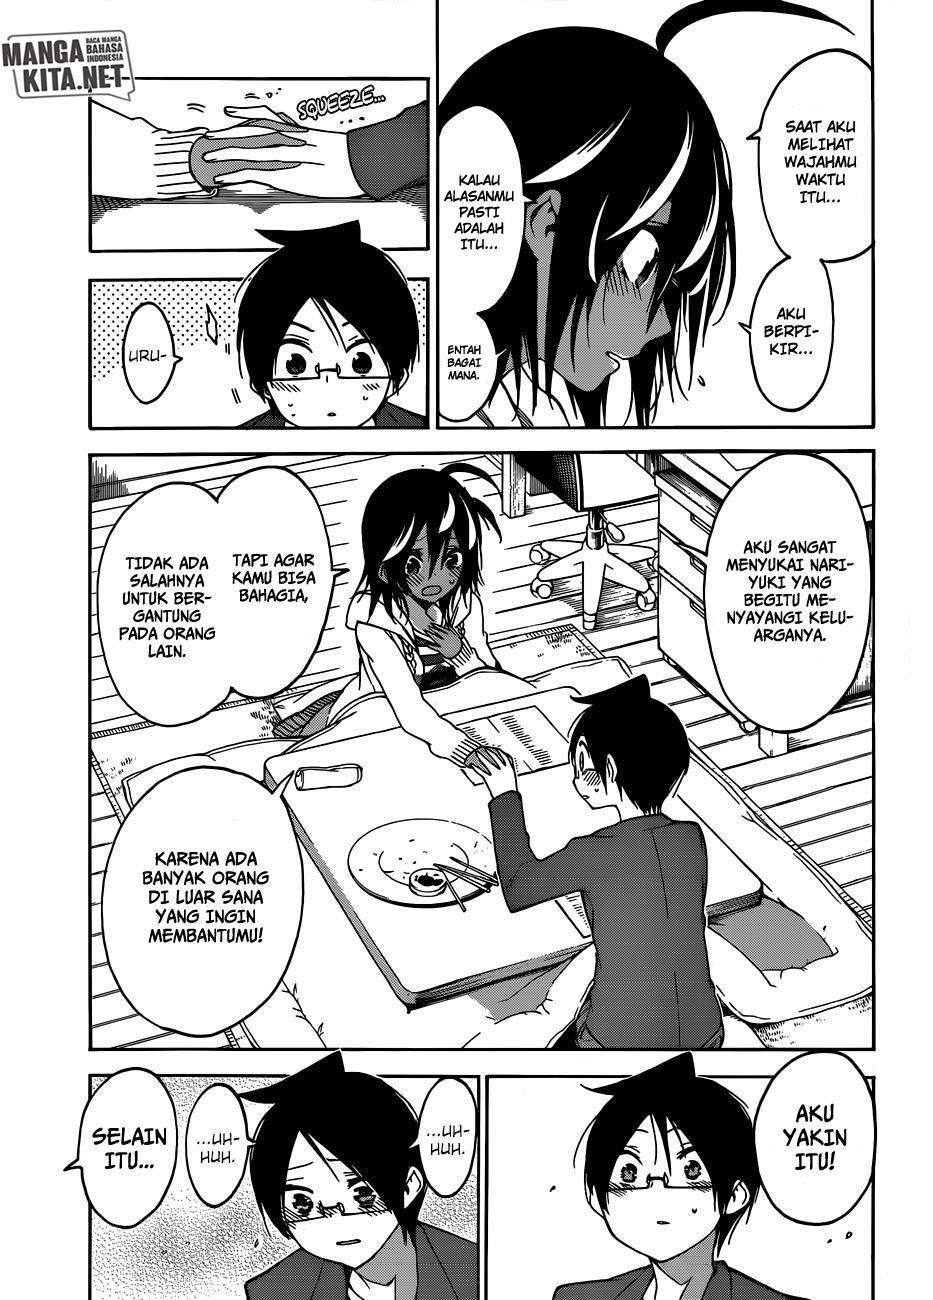 MANGA
BACA MANGA
BAHASA
INDONESIA
KITA.NET
SAAT AKU
MELIHAT
WAJAHMU
WAKTU
ITU...
AKU
BERPI-
KIR...
KALAU
ALASANMU
PASTI
ADALAH
ITU...
ENTAH
BAGAI
MANA.
SQUEEZE...
URU-
AKU SANGAT
MENYUKAI NARI-
YUKI YANG
BEGITU ME-
NYAYANGI KELU-
ARGANYA.
TAPI AGAR
KAMU BISA
BAHAGIA,
TIDAK ADA
SALAHNYA
UNTUK BER-
GANTUNG
PADA ORANG
LAIN.
KARENA ADA
BANYAK ORANG
DI LUAR SANA
YANG INGIN
MEMBANTUMU!
AKU
YAKIN
ITU!
...UH-
HUH.
...UH-
HUH.
SELAIN
ITU...